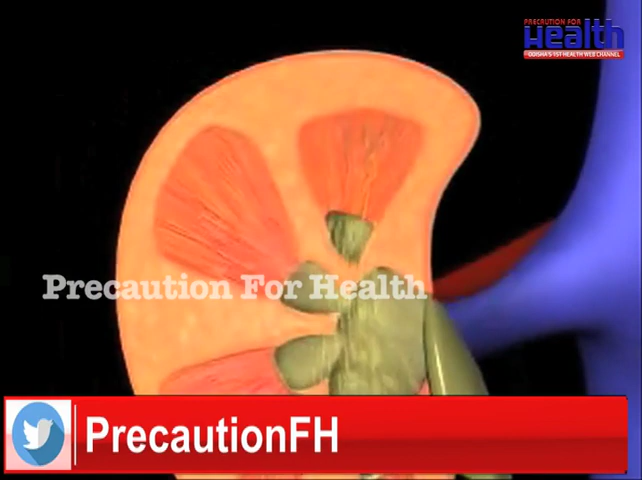 PRECAUTION FOR
Health
ODISHA'S 1ST HEALTH WEB CHANNEL
Precaution For Health
PrecautionFH